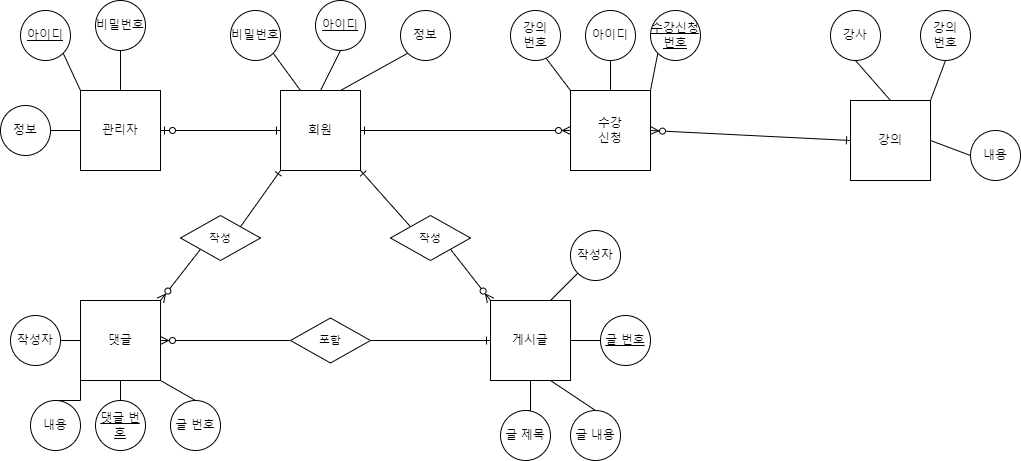 아이디
비밀번호
비밀번호
아이디
정보
강의
번호
아이디
수강신청
번호
강사
강의
번호
정보
관리자
회원
수강
신청
강의
내용
작성
작성
작성자
작성자
댓글
포함
게시글
글 번호
내용
댓글 번
호
글 번호
글 제목
글 내용